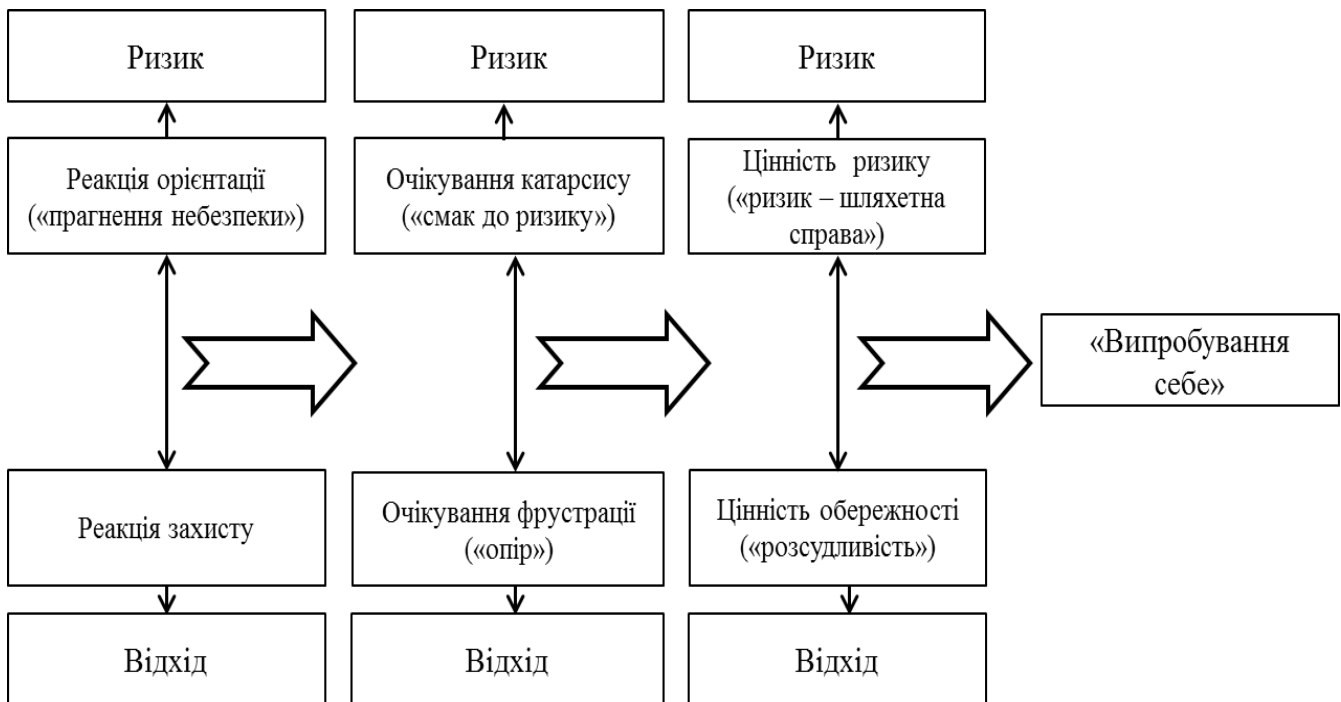 Ризик
Ризик
Ризик
Реакція орієнтації
(«прагнення небезпеки»)
Очікування катарсису
(«смак до ризику»)
Цінність ризику
(«ризик – шляхетна
справа»)
«Випробування
себе»
Реакція захисту
Очікування фрустрації
(«опір»)
Цінність обережності
(«розсудливість»)
Відхід
Відхід
Відхід